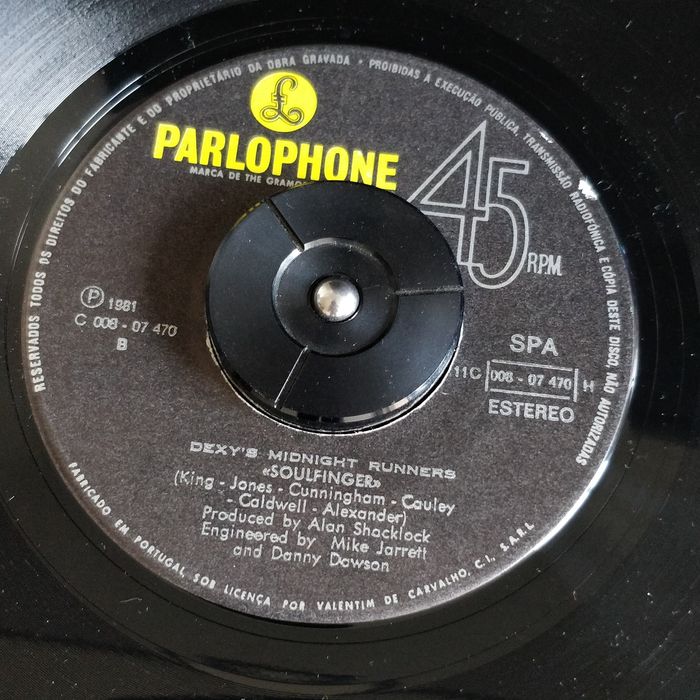 RESERVADOS TODOS OS DIREITOS DO FABRICANTE E DO PROPRIETÁRIO DA OBRA GRAVADA • PROIBIDAS A EXECUÇÃO PÚBLICA, TRANSMISSÃO RADIOFÓNICA E CÓPIA DESTE DISCO, NÃO AUTORIZADAS
£
PARLOPHONE
MARCA DE THE
45
R.P.M.
Ⓟ 1981
C 008 - 07 470
B
SPA
11C 008 - 07 470 H
ESTEREO
DEXY'S MIDNIGHT RUNNERS
«SOULFINGER»
(King - Jones - Cunningham - Cauley
- Caldwell - Alexander)
Produced by Alan Shacklock
Engineered by Mike Jarrett
and Danny Dawson
FABRICADO EM PORTUGAL, SOB LICENÇA POR VALENTIM DE CARVALHO, C.I., S.A.R.L.